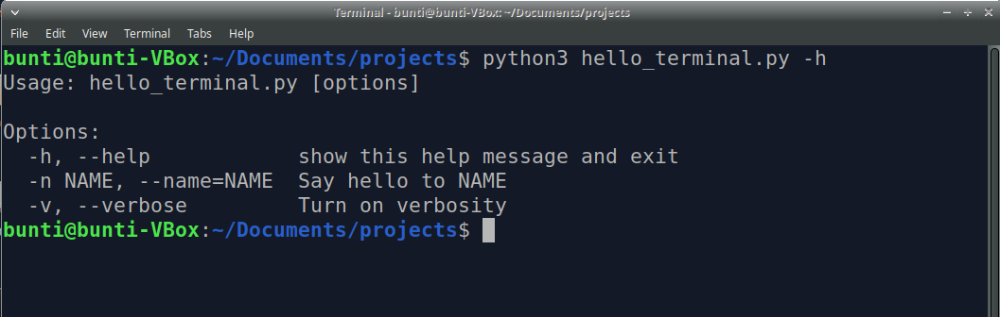 Terminal - bunti@bunti-VBox: ~/Documents/projects
File Edit View Terminal Tabs Help
bunti@bunti-VBox:~/Documents/projects$ python3 hello_terminal.py -h
Usage: hello_terminal.py [options]

Options:
  -h, --help            show this help message and exit
  -n NAME, --name=NAME  Say hello to NAME
  -v, --verbose         Turn on verbosity
bunti@bunti-VBox:~/Documents/projects$